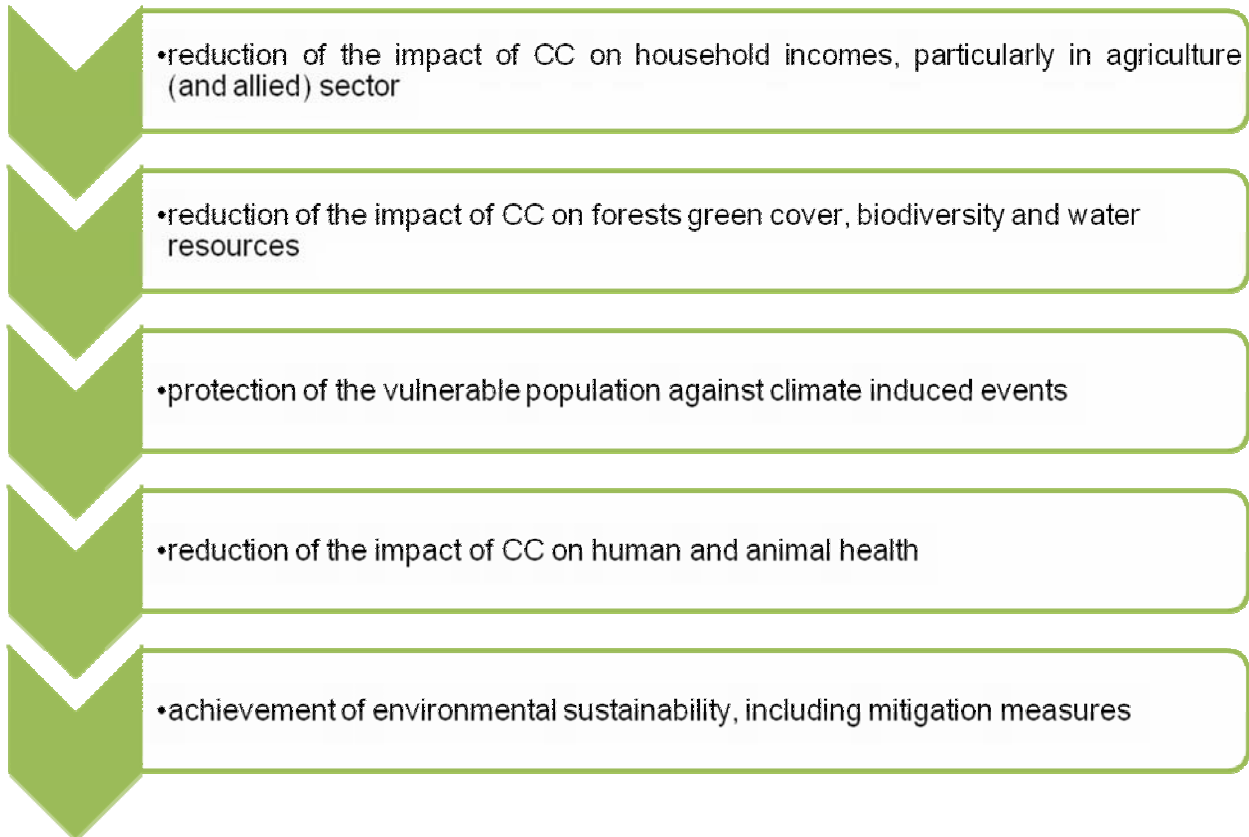 •reduction of the impact of CC on household incomes, particularly in agriculture
(and allied) sector
•reduction of the impact of CC on forests green cover, biodiversity and water
resources
•protection of the vulnerable population against climate induced events
•reduction of the impact of CC on human and animal health
•achievement of environmental sustainability, including mitigation measures